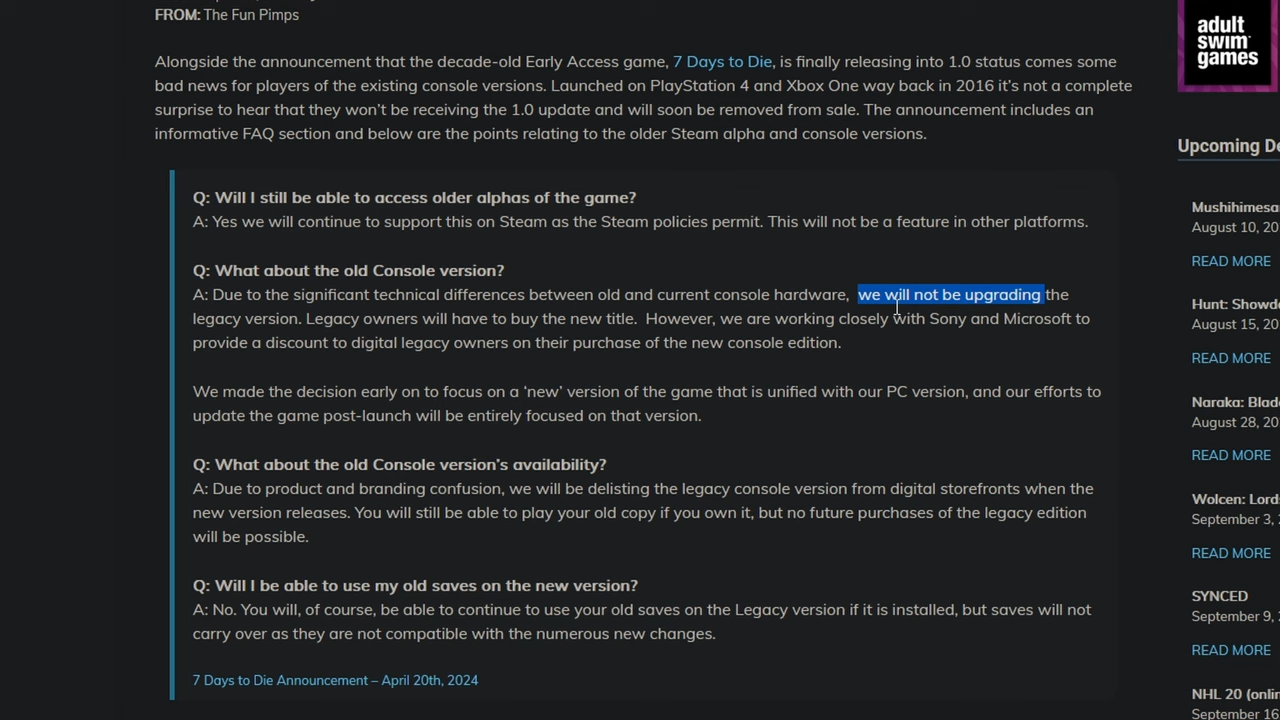 FROM: The Fun Pimps
Alongside the announcement that the decade-old Early Access game, 7 Days to Die, is finally releasing into 1.0 status comes some
bad news for players of the existing console versions. Launched on PlayStation 4 and Xbox One way back in 2016 it's not a complete
surprise to hear that they won't be receiving the 1.0 update and will soon be removed from sale. The announcement includes an
informative FAQ section and below are the points relating to the older Steam alpha and console versions.
Q: Will I still be able to access older alphas of the game?
A: Yes we will continue to support this on Steam as the Steam policies permit. This will not be a feature in other platforms.
Q: What about the old Console version?
A: Due to the significant technical differences between old and current console hardware, we will not be upgrading the
legacy version. Legacy owners will have to buy the new title. However, we are working closely with Sony and Microsoft to
provide a discount to digital legacy owners on their purchase of the new console edition.
We made the decision early on to focus on a 'new' version of the game that is unified with our PC version, and our efforts to
update the game post-launch will be entirely focused on that version.
Q: What about the old Console version's availability?
A: Due to product and branding confusion, we will be delisting the legacy console version from digital storefronts when the
new version releases. You will still be able to play your old copy if you own it, but no future purchases of the legacy edition
will be possible.
Q: Will I be able to use my old saves on the new version?
A: No. You will, of course, be able to continue to use your old saves on the Legacy version if it is installed, but saves will not
carry over as they are not compatible with the numerous new changes.
7 Days to Die Announcement – April 20th, 2024
adult
swim
games
Upcoming De
Mushihimesa
August 10, 20
READ MORE
Hunt: Showd
August 15, 20
READ MORE
Naraka: Blad
August 28, 20
READ MORE
Wolcen: Lord
September 3, 2
READ MORE
SYNCED
September 9, 2
READ MORE
NHL 20 (onlin
September 16